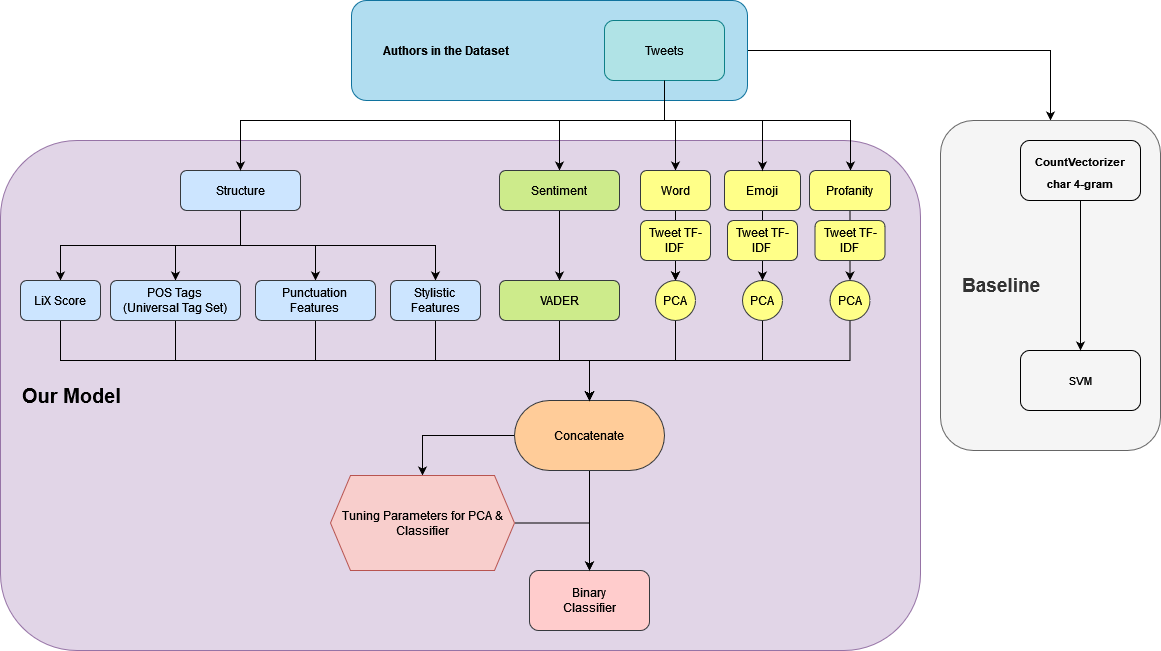 Authors in the Dataset
Tweets
Structure
Sentiment
Word
Emoji
Profanity
Tweet TF-
IDF
Tweet TF-
IDF
Tweet TF-
IDF
LiX Score
POS Tags
(Universal Tag Set)
Punctuation
Features
Stylistic
Features
VADER
PCA
PCA
PCA
Our Model
Concatenate
Tuning Parameters for PCA &
Classifier
Binary
Classifier
CountVectorizer
char 4-gram
Baseline
SVM